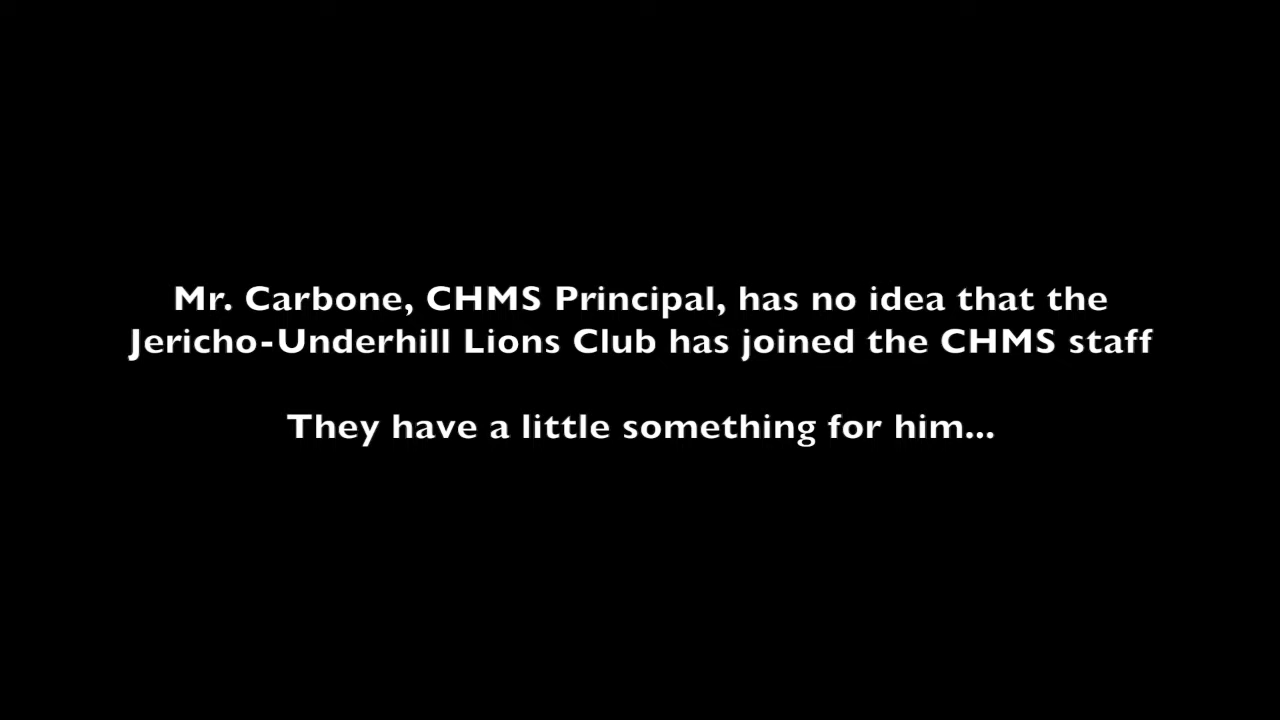 Mr. Carbone, CHMS Principal, has no idea that the
Jericho-Underhill Lions Club has joined the CHMS staff
They have a little something for him...